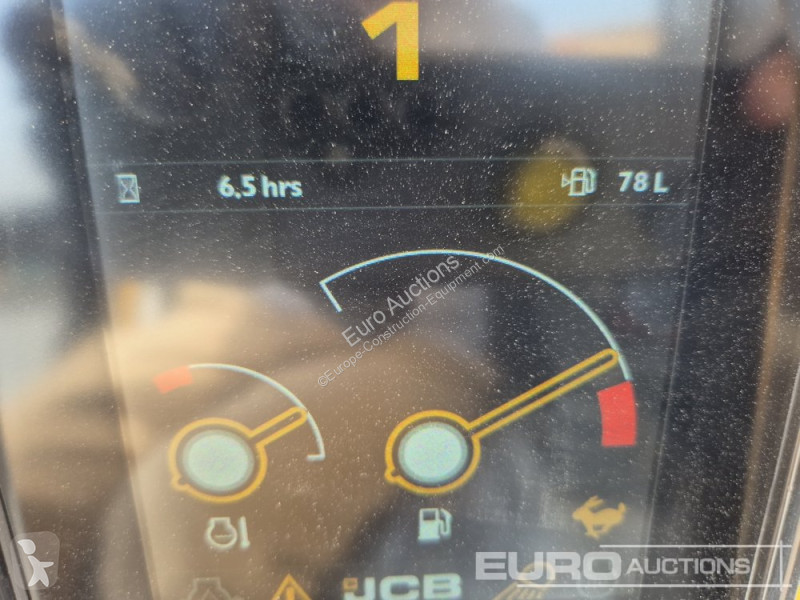 1
6.5 hrs 78 L
Euro Auctions
©Europe-Construction-Equipment.com
JCB
EURO AUCTIONS